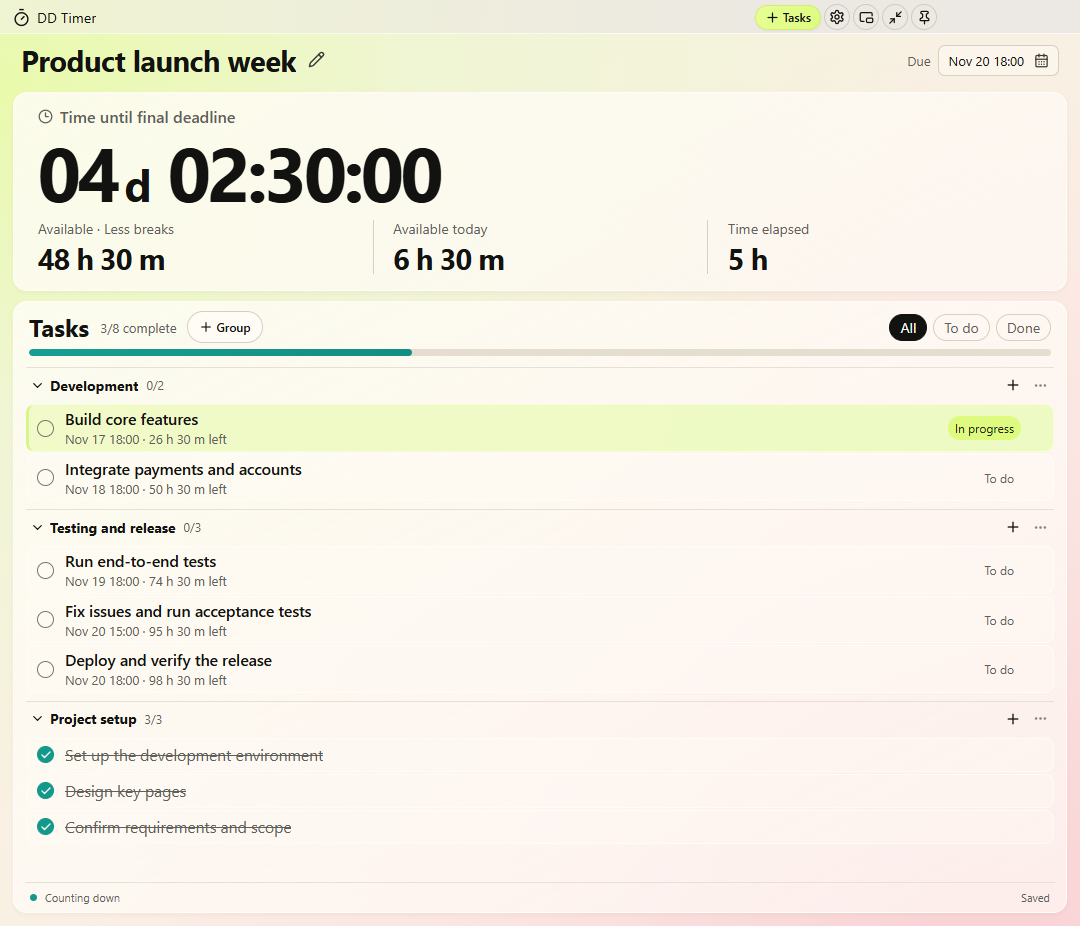 DD Timer
+ Tasks
Product launch week
Due Nov 20 18:00
Time until final deadline
04 d 02:30:00
Available · Less breaks
48 h 30 m
Available today
6 h 30 m
Time elapsed
5 h
Tasks 3/8 complete + Group All To do Done
Development 0/2
Build core features
Nov 17 18:00 · 26 h 30 m left
In progress
Integrate payments and accounts
Nov 18 18:00 · 50 h 30 m left
To do
Testing and release 0/3
Run end-to-end tests
Nov 19 18:00 · 74 h 30 m left
To do
Fix issues and run acceptance tests
Nov 20 15:00 · 95 h 30 m left
To do
Deploy and verify the release
Nov 20 18:00 · 98 h 30 m left
To do
Project setup 3/3
Set up the development environment
Design key pages
Confirm requirements and scope
Counting down
Saved